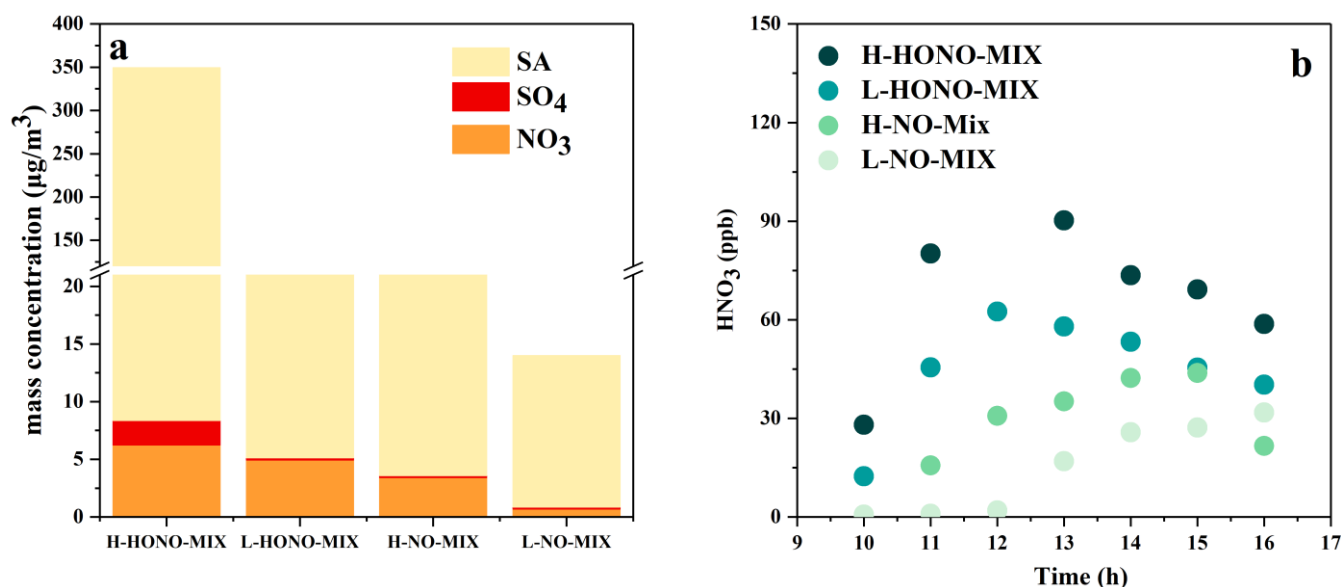 a
mass concentration (μg/m³)
400
350
300
250
200
150
20
15
10
5
0
SA
SO₄
NO₃
H-HONO-MIX L-HONO-MIX H-NO-MIX L-NO-MIX
b
HNO₃ (ppb)
150
120
90
60
30
0
H-HONO-MIX
L-HONO-MIX
H-NO-Mix
L-NO-MIX
9 10 11 12 13 14 15 16 17
Time (h)